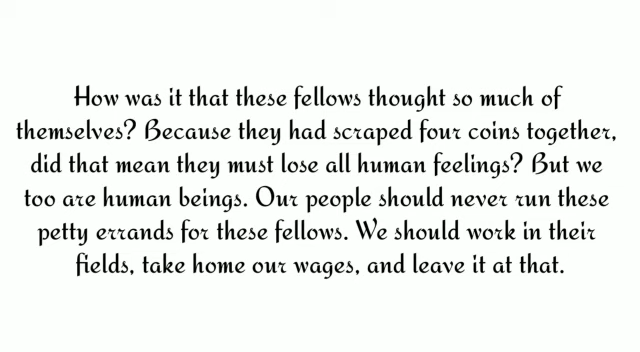 How was it that these fellows thought so much of
themselves? Because they had scraped four coins together,
did that mean they must lose all human feelings? But we
too are human beings. Our people should never run these
petty errands for these fellows. We should work in their
fields, take home our wages, and leave it at that.